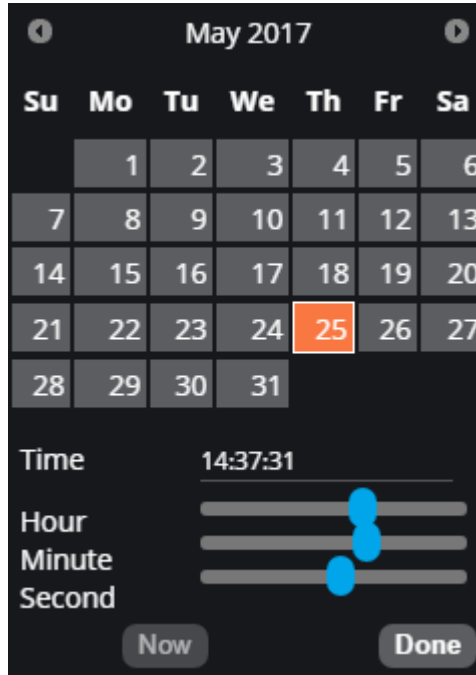 May 2017
Su Mo Tu We Th Fr Sa
1 2 3 4 5 6
7 8 9 10 11 12 13
14 15 16 17 18 19 20
21 22 23 24 25 26 27
28 29 30 31
Time 14:37:31
Hour
Minute
Second
Now Done